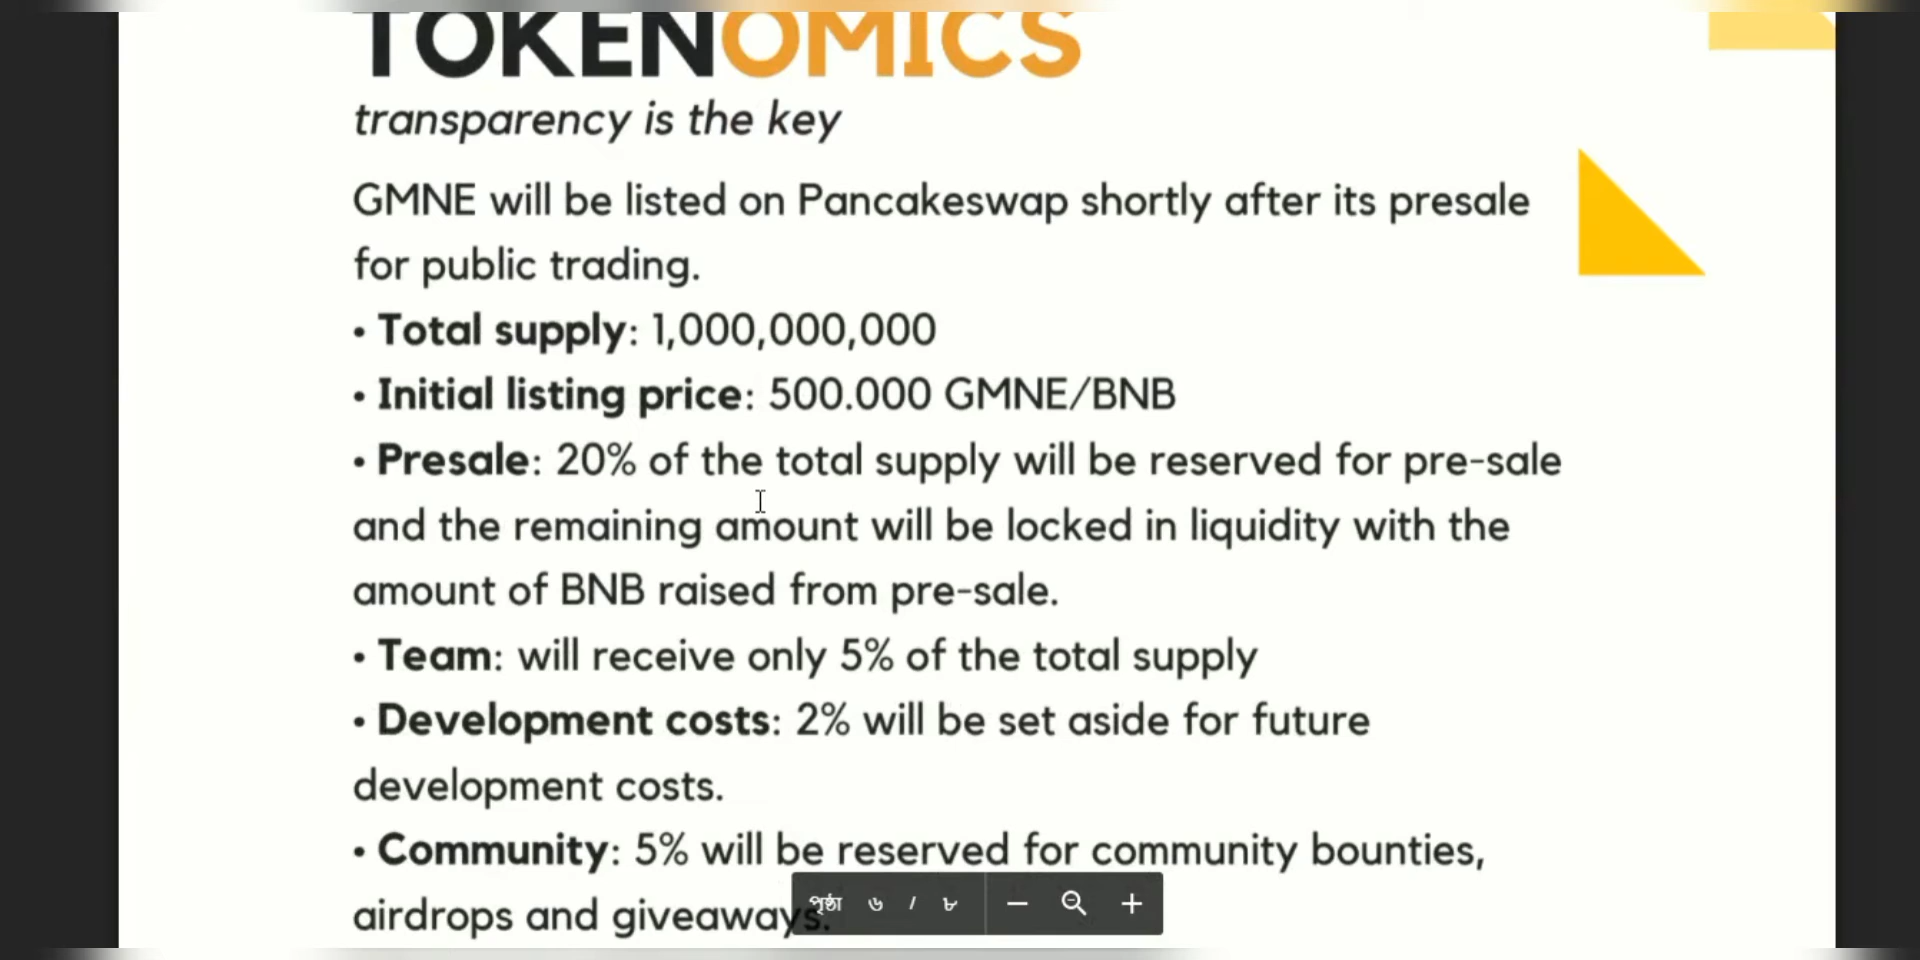 TOKENOMICS
transparency is the key
GMNE will be listed on Pancakeswap shortly after its presale
for public trading.
• Total supply: 1,000,000,000
• Initial listing price: 500.000 GMNE/BNB
• Presale: 20% of the total supply will be reserved for pre-sale
and the remaining amount will be locked in liquidity with the
amount of BNB raised from pre-sale.
• Team: will receive only 5% of the total supply
• Development costs: 2% will be set aside for future
development costs.
• Community: 5% will be reserved for community bounties,
airdrops and giveaways.
পৃষ্ঠা ৬ / ৮